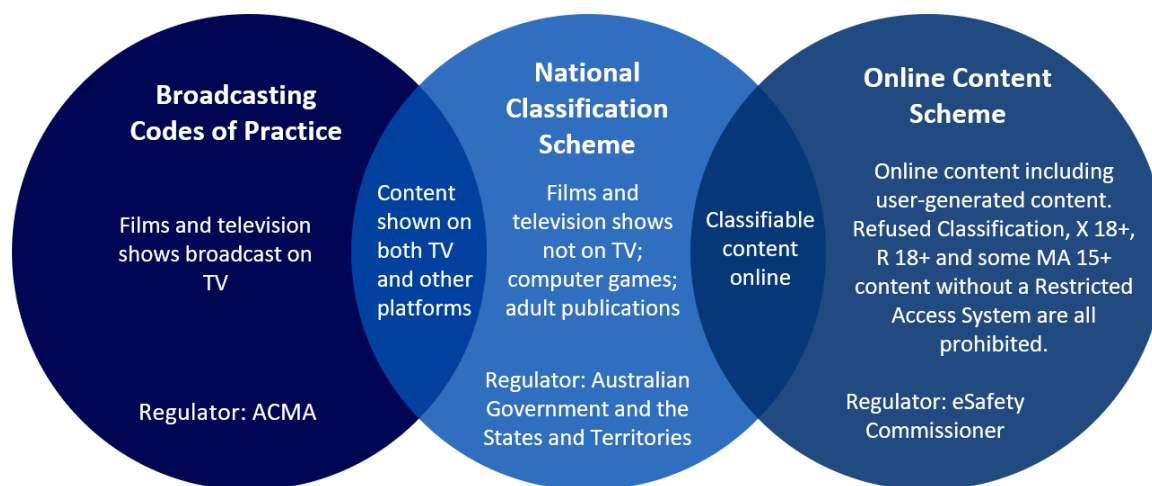 Broadcasting
Codes of Practice
Films and television
shows broadcast on
TV
Regulator: ACMA
Content
shown on
both TV
and other
platforms
National
Classification
Scheme
Films and
television shows
not on TV;
computer games;
adult publications
Regulator: Australian
Government and the
States and Territories
Classifiable
content
online
Online Content
Scheme
Online content including
user-generated content.
Refused Classification, X 18+,
R 18+ and some MA 15+
content without a Restricted
Access System are all
prohibited.
Regulator: eSafety
Commissioner